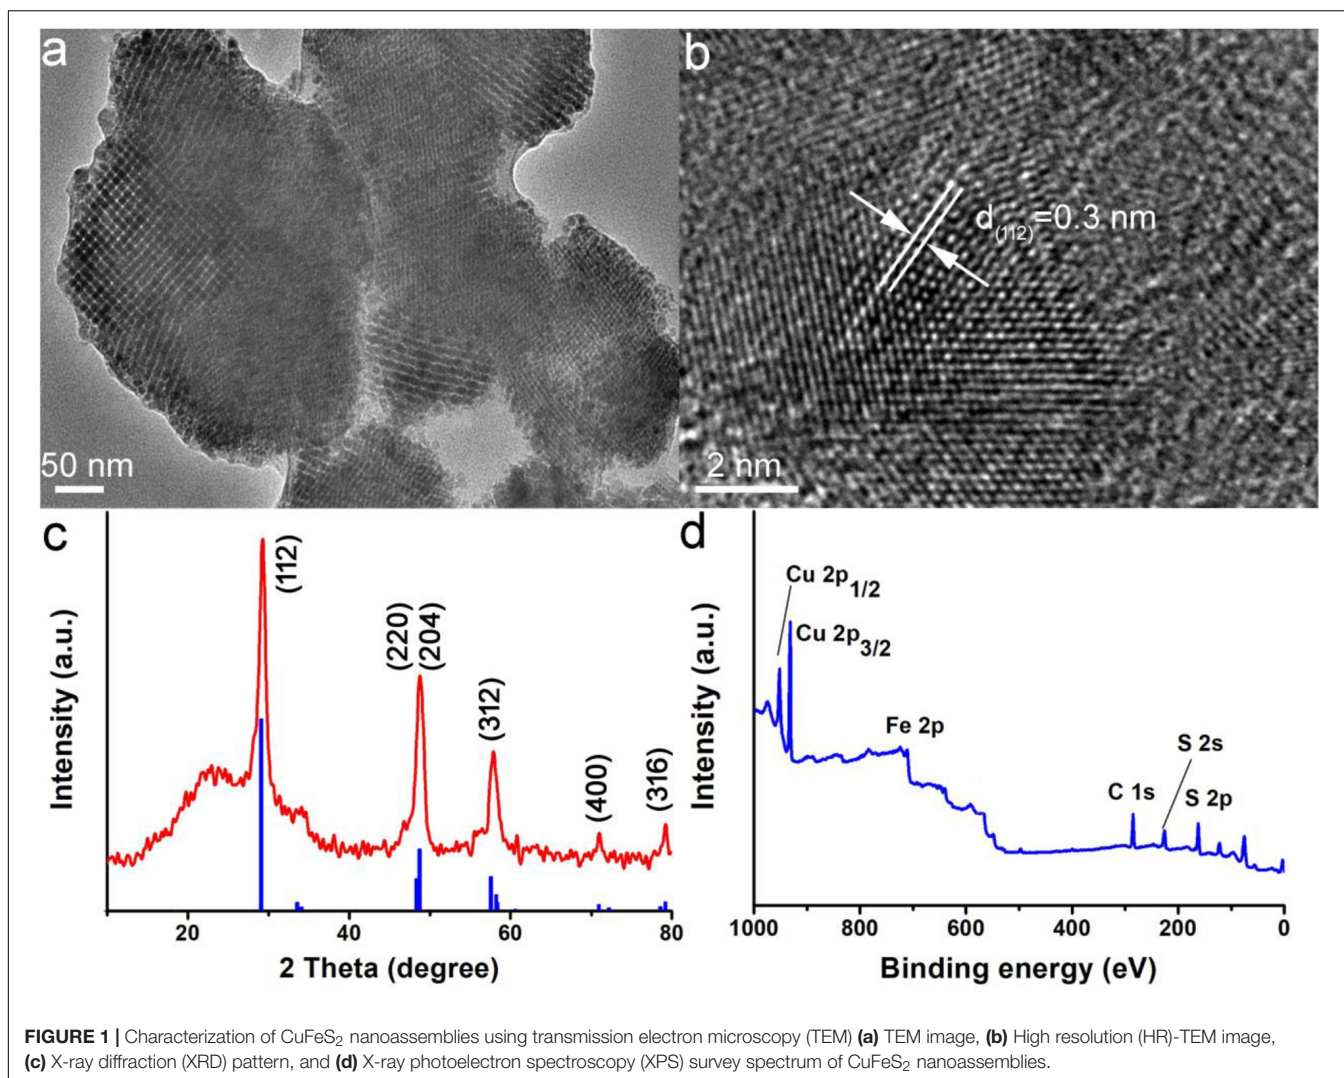 a
50 nm
b
d(112)=0.3 nm
2 nm
c
(112)
(220)
(204)
(312)
(400)
(316)
Intensity (a.u.)
20 40 60 80
2 Theta (degree)
d
Cu 2p1/2
Cu 2p3/2
Fe 2p
C 1s
S 2s
S 2p
Intensity (a.u.)
1000 800 600 400 200 0
Binding energy (eV)
FIGURE 1 | Characterization of CuFeS2 nanoassemblies using transmission electron microscopy (TEM) (a) TEM image, (b) High resolution (HR)-TEM image,
(c) X-ray diffraction (XRD) pattern, and (d) X-ray photoelectron spectroscopy (XPS) survey spectrum of CuFeS2 nanoassemblies.